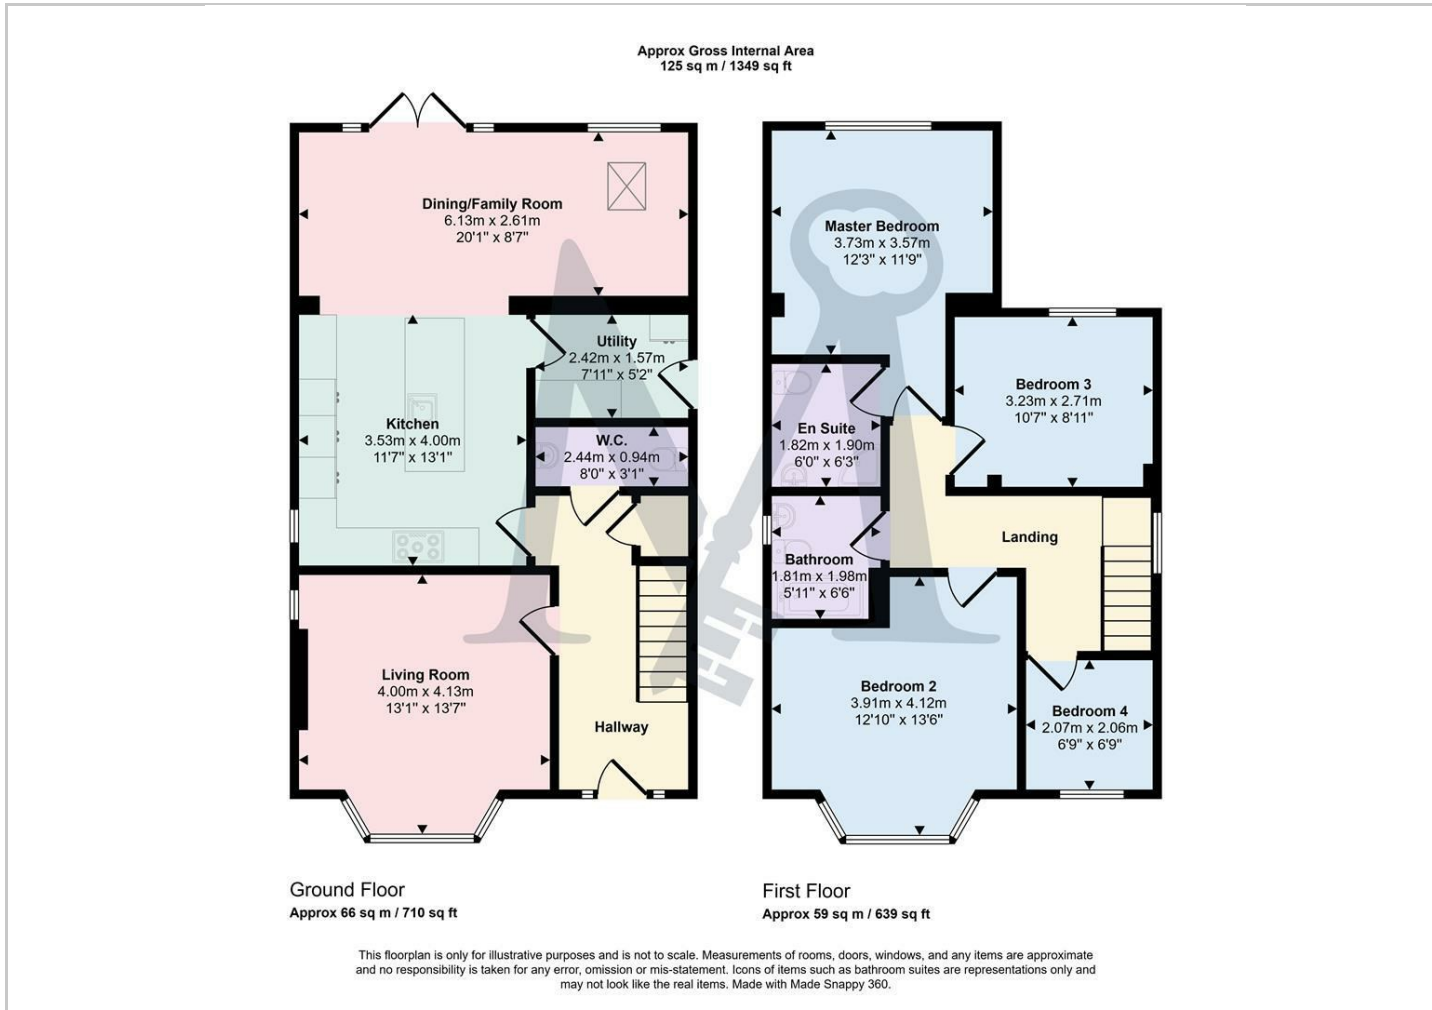 Approx Gross Internal Area
125 sq m / 1349 sq ft
Dining/Family Room
6.13m x 2.61m
20'1" x 8'7"
Utility
2.42m x 1.57m
7'11" x 5'2"
Kitchen
3.53m x 4.00m
11'7" x 13'1"
W.C.
2.44m x 0.94m
8'0" x 3'1"
Living Room
4.00m x 4.13m
13'1" x 13'7"
Hallway
Master Bedroom
3.73m x 3.57m
12'3" x 11'9"
Bedroom 3
3.23m x 2.71m
10'7" x 8'11"
En Suite
1.82m x 1.90m
6'0" x 6'3"
Landing
Bathroom
1.81m x 1.98m
5'11" x 6'6"
Bedroom 2
3.91m x 4.12m
12'10" x 13'6"
Bedroom 4
2.07m x 2.06m
6'9" x 6'9"
Ground Floor
Approx 66 sq m / 710 sq ft
First Floor
Approx 59 sq m / 639 sq ft
This floorplan is only for illustrative purposes and is not to scale. Measurements of rooms, doors, windows, and any items are approximate
and no responsibility is taken for any error, omission or mis-statement. Icons of items such as bathroom suites are representations only and
may not look like the real items. Made with Made Snappy 360.